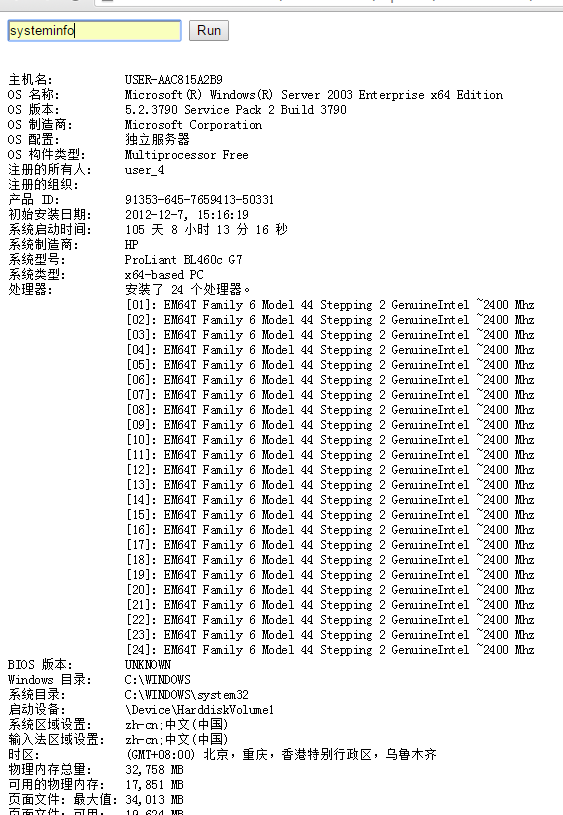 systeminfo Run
主机名: USER-AAC815A2B9
OS 名称: Microsoft(R) Windows(R) Server 2003 Enterprise x64 Edition
OS 版本: 5.2.3790 Service Pack 2 Build 3790
OS 制造商: Microsoft Corporation
OS 配置: 独立服务器
OS 构件类型: Multiprocessor Free
注册的所有人: user_4
注册的组织:
产品 ID: 91353-645-7659413-50331
初始安装日期: 2012-12-7, 15:16:19
系统启动时间: 105 天 8 小时 13 分 16 秒
系统制造商: HP
系统型号: ProLiant BL460c G7
系统类型: x64-based PC
处理器: 安装了 24 个处理器。
[01]: EM64T Family 6 Model 44 Stepping 2 GenuineIntel ~2400 Mhz
[02]: EM64T Family 6 Model 44 Stepping 2 GenuineIntel ~2400 Mhz
[03]: EM64T Family 6 Model 44 Stepping 2 GenuineIntel ~2400 Mhz
[04]: EM64T Family 6 Model 44 Stepping 2 GenuineIntel ~2400 Mhz
[05]: EM64T Family 6 Model 44 Stepping 2 GenuineIntel ~2400 Mhz
[06]: EM64T Family 6 Model 44 Stepping 2 GenuineIntel ~2400 Mhz
[07]: EM64T Family 6 Model 44 Stepping 2 GenuineIntel ~2400 Mhz
[08]: EM64T Family 6 Model 44 Stepping 2 GenuineIntel ~2400 Mhz
[09]: EM64T Family 6 Model 44 Stepping 2 GenuineIntel ~2400 Mhz
[10]: EM64T Family 6 Model 44 Stepping 2 GenuineIntel ~2400 Mhz
[11]: EM64T Family 6 Model 44 Stepping 2 GenuineIntel ~2400 Mhz
[12]: EM64T Family 6 Model 44 Stepping 2 GenuineIntel ~2400 Mhz
[13]: EM64T Family 6 Model 44 Stepping 2 GenuineIntel ~2400 Mhz
[14]: EM64T Family 6 Model 44 Stepping 2 GenuineIntel ~2400 Mhz
[15]: EM64T Family 6 Model 44 Stepping 2 GenuineIntel ~2400 Mhz
[16]: EM64T Family 6 Model 44 Stepping 2 GenuineIntel ~2400 Mhz
[17]: EM64T Family 6 Model 44 Stepping 2 GenuineIntel ~2400 Mhz
[18]: EM64T Family 6 Model 44 Stepping 2 GenuineIntel ~2400 Mhz
[19]: EM64T Family 6 Model 44 Stepping 2 GenuineIntel ~2400 Mhz
[20]: EM64T Family 6 Model 44 Stepping 2 GenuineIntel ~2400 Mhz
[21]: EM64T Family 6 Model 44 Stepping 2 GenuineIntel ~2400 Mhz
[22]: EM64T Family 6 Model 44 Stepping 2 GenuineIntel ~2400 Mhz
[23]: EM64T Family 6 Model 44 Stepping 2 GenuineIntel ~2400 Mhz
[24]: EM64T Family 6 Model 44 Stepping 2 GenuineIntel ~2400 Mhz
BIOS 版本: UNKNOWN
Windows 目录: C:\WINDOWS
系统目录: C:\WINDOWS\system32
启动设备: \Device\HarddiskVolume1
系统区域设置: zh-cn;中文(中国)
输入法区域设置: zh-cn;中文(中国)
时区: (GMT+08:00) 北京，重庆，香港特别行政区，乌鲁木齐
物理内存总量: 32,758 MB
可用的物理内存: 17,851 MB
页面文件: 最大值: 34,013 MB
页面文件: 可用: 19,624 MB